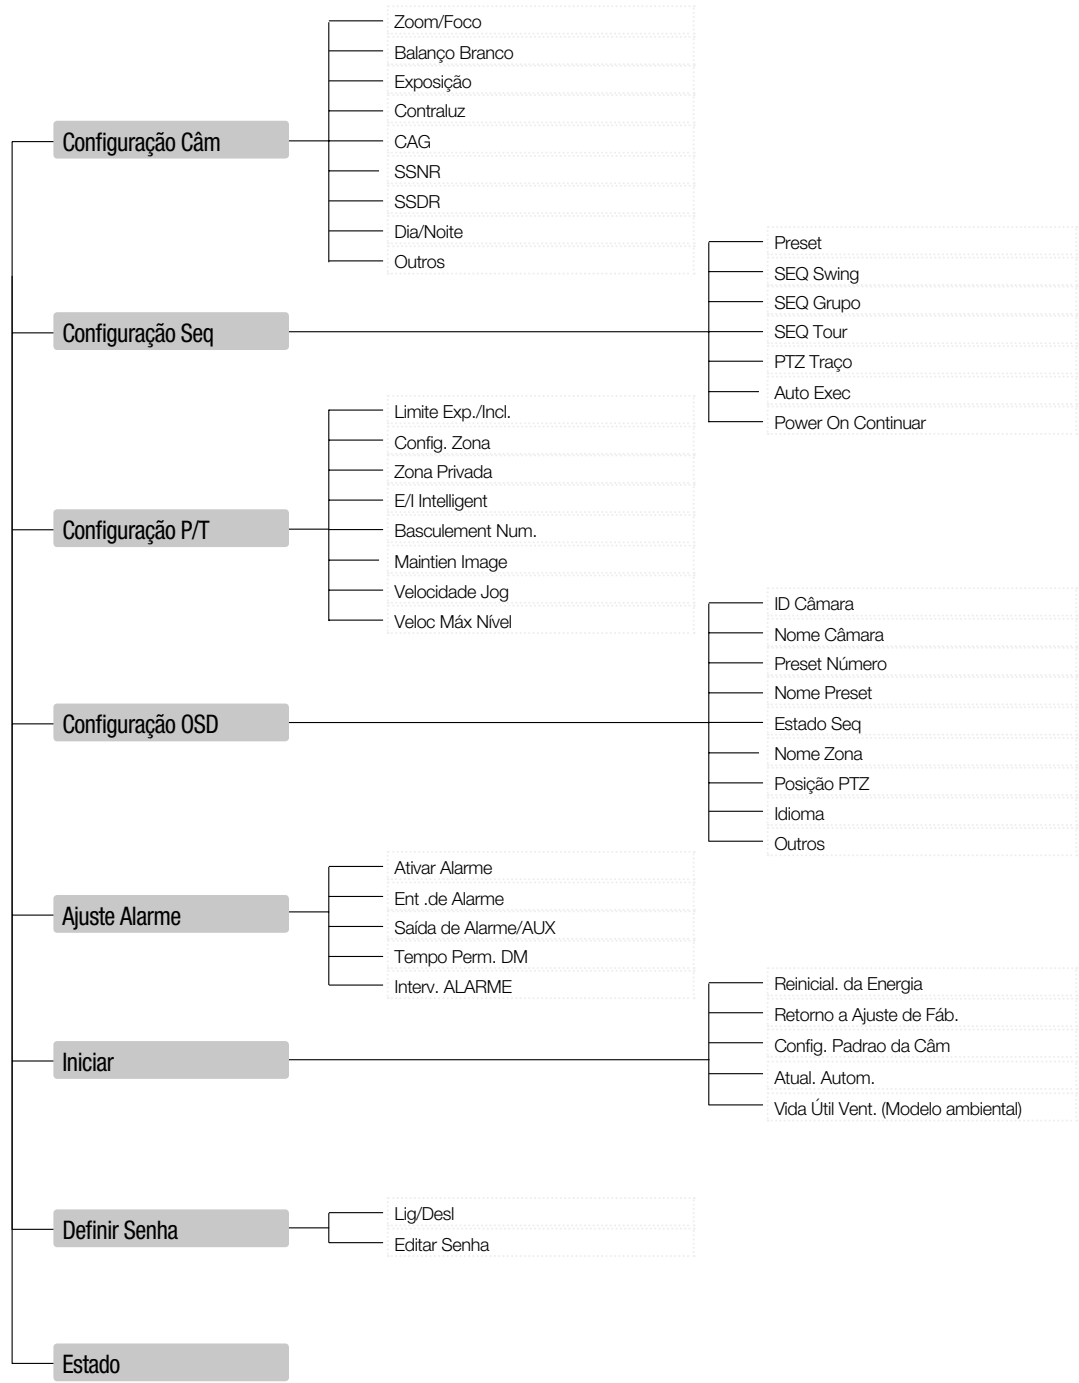 Configuração Câm
Zoom/Foco
Balanço Branco
Exposição
Contraluz
CAG
SSNR
SSDR
Dia/Noite
Outros
Configuração Seq
Preset
SEQ Swing
SEQ Grupo
SEQ Tour
PTZ Traço
Auto Exec
Power On Continuar
Configuração P/T
Limite Exp./Incl.
Config. Zona
Zona Privada
E/I Intelligent
Basculement Num.
Maintien Image
Velocidade Jog
Veloc Máx Nível
Configuração OSD
ID Câmara
Nome Câmara
Preset Número
Nome Preset
Estado Seq
Nome Zona
Posição PTZ
Idioma
Outros
Ajuste Alarme
Ativar Alarme
Ent .de Alarme
Saída de Alarme/AUX
Tempo Perm. DM
Interv. ALARME
Iniciar
Reinicial. da Energia
Retorno a Ajuste de Fáb.
Config. Padrao da Câm
Atual. Autom.
Vida Útil Vent. (Modelo ambiental)
Definir Senha
Lig/Desl
Editar Senha
Estado